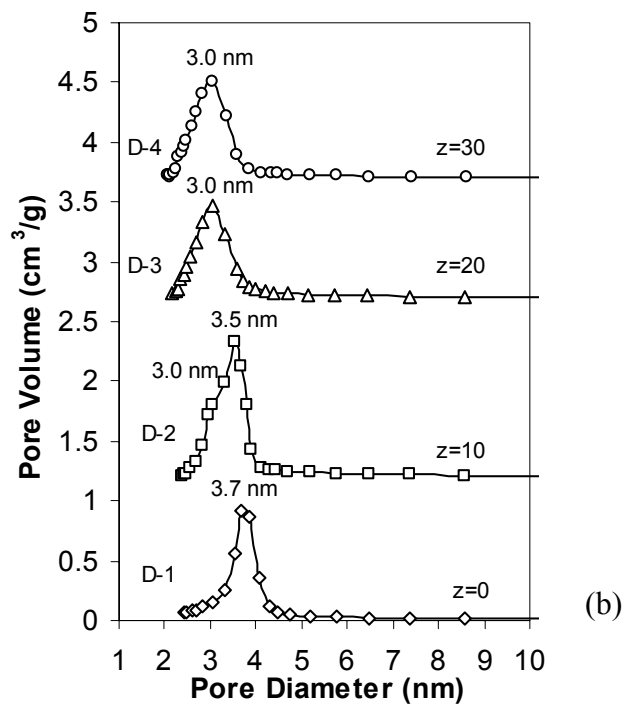 5
3.0 nm
4.5
4
D-4
z=30
3.0 nm
3.5
3
D-3
z=20
2.5
3.5 nm
2
3.0 nm
D-2
1.5
z=10
3.7 nm
1
D-1
0.5
z=0
0
1 2 3 4 5 6 7 8 9 10
Pore Diameter (nm)
Pore Volume (cm³/g)
(b)